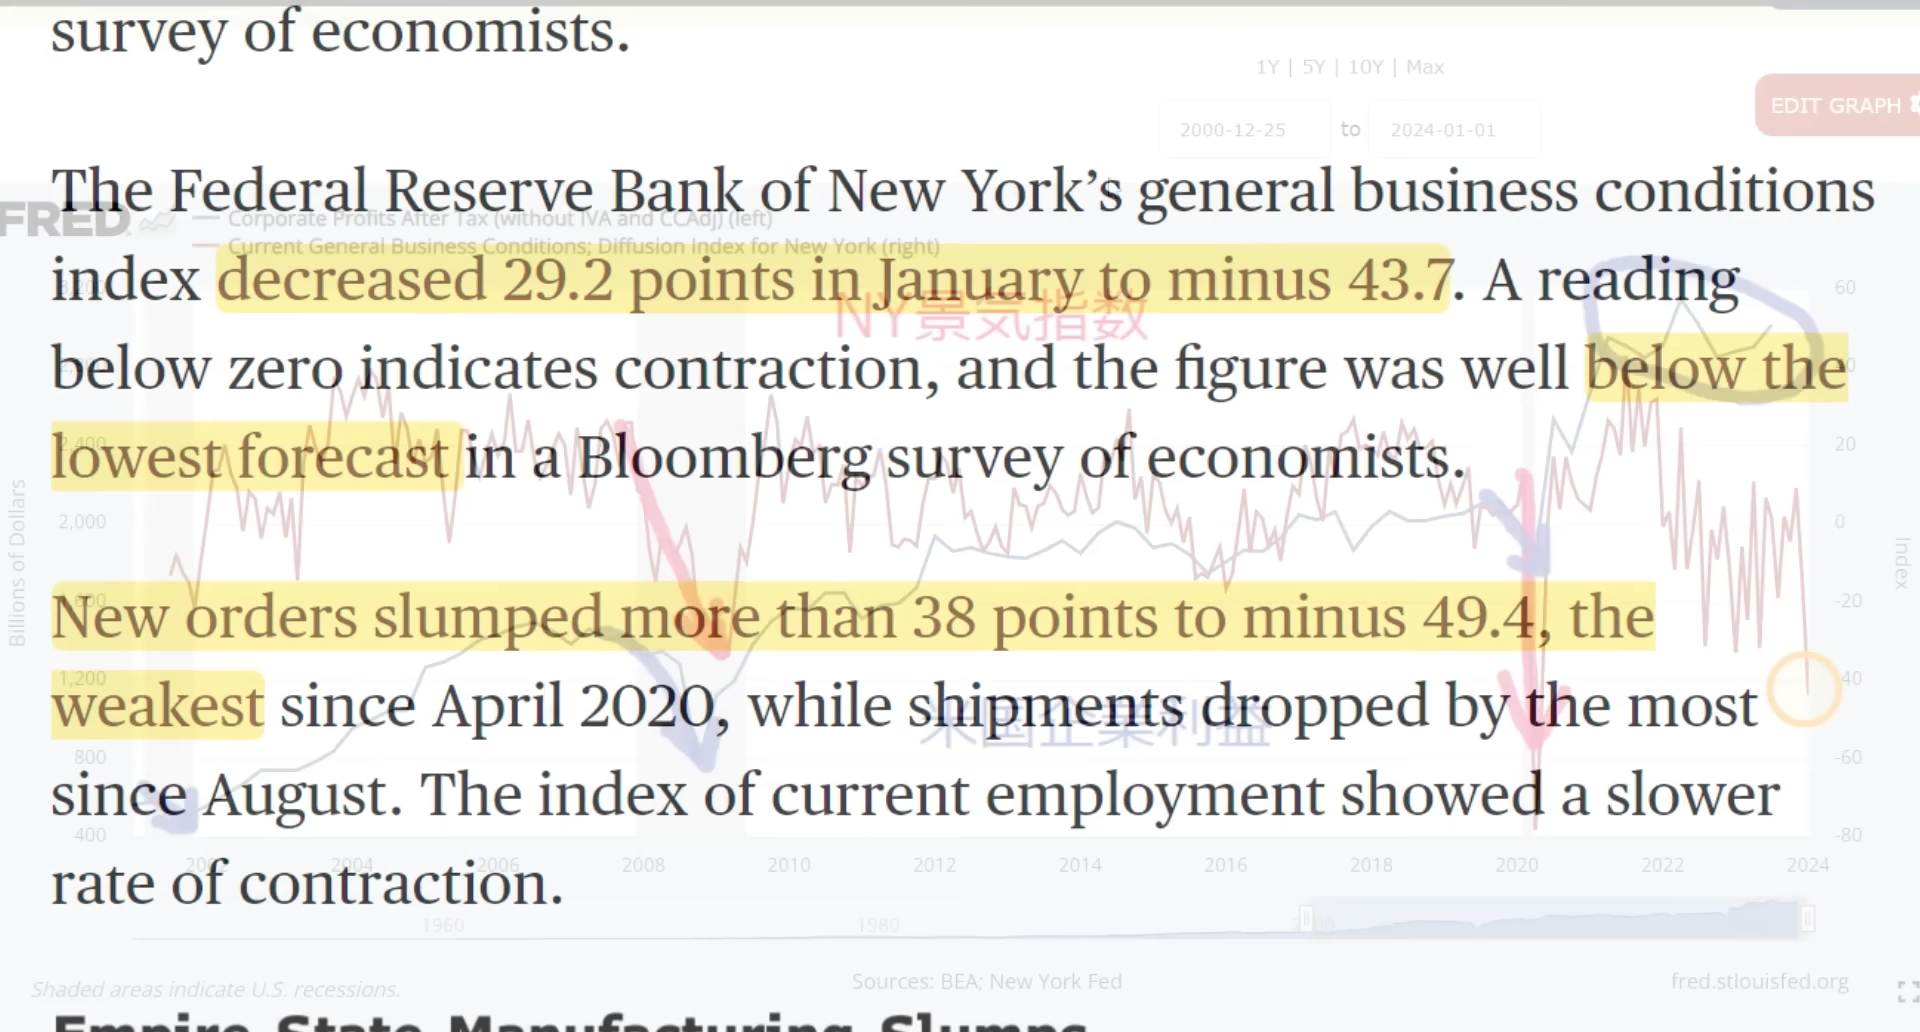 survey of economists.
1Y | 5Y | 10Y | Max
EDIT GRAPH
2000-12-25 to 2024-01-01
The Federal Reserve Bank of New York's general business conditions
FRED
Corporate Profits After Tax (without IVA and CCAdj) (left)
Current General Business Conditions; Diffusion Index for New York (right)
index decreased 29.2 points in January to minus 43.7. A reading
60
NY景気指数
below zero indicates contraction, and the figure was well below the
lowest forecast in a Bloomberg survey of economists.
2,400
20
2,000
0
Billions of Dollars
Index
New orders slumped more than 38 points to minus 49.4, the
-20
1,200
weakest since April 2020, while shipments dropped by the most
米国企業利益
800
-60
since August. The index of current employment showed a slower
400
-80
2004 2006 2008 2010 2012 2014 2016 2018 2020 2022 2024
rate of contraction.
1960 1980
Shaded areas indicate U.S. recessions.
Sources: BEA; New York Fed
fred.stlouisfed.org
Empire State Manufacturing Slumps